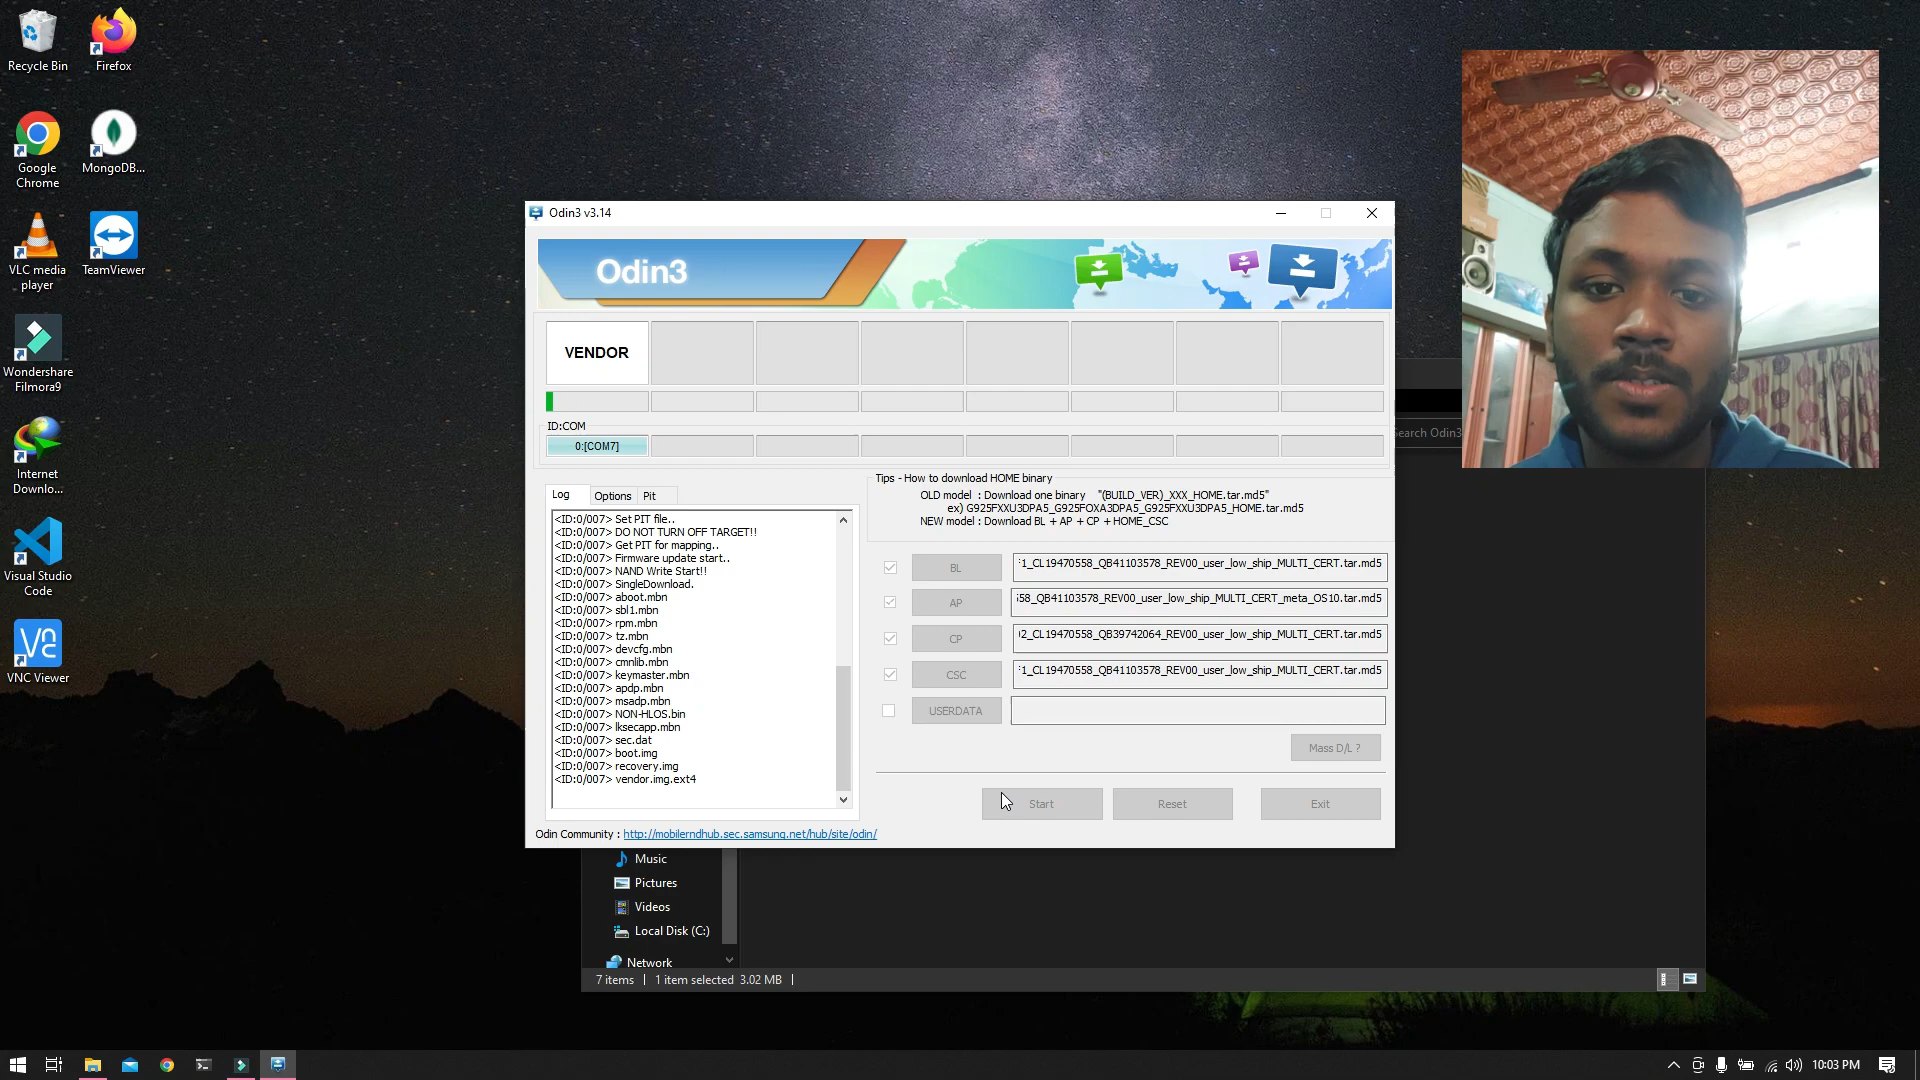 Recycle Bin
Firefox
Google
Chrome
MongoDB...
VLC media
player
TeamViewer
Wondershare
Filmora9
Internet
Downlo...
Visual Studio
Code
VNC Viewer
Odin3 v3.14
Odin3
VENDOR
ID:COM
0:[COM7]
Log
Options
Pit
<ID:0/007> Set PIT file..
<ID:0/007> DO NOT TURN OFF TARGET!!
<ID:0/007> Get PIT for mapping..
<ID:0/007> Firmware update start..
<ID:0/007> NAND Write Start!!
<ID:0/007> SingleDownload.
<ID:0/007> aboot.mbn
<ID:0/007> sbl1.mbn
<ID:0/007> rpm.mbn
<ID:0/007> tz.mbn
<ID:0/007> devcfg.mbn
<ID:0/007> cmnlib.mbn
<ID:0/007> keymaster.mbn
<ID:0/007> apdp.mbn
<ID:0/007> msadp.mbn
<ID:0/007> NON-HLOS.bin
<ID:0/007> lksecapp.mbn
<ID:0/007> sec.dat
<ID:0/007> boot.img
<ID:0/007> recovery.img
<ID:0/007> vendor.img.ext4
Tips - How to download HOME binary
OLD model : Download one binary "(BUILD_VER)_XXX_HOME.tar.md5"
ex) G925FXXU3DPA5_G925FOXA3DPA5_G925FXXU3DPA5_HOME.tar.md5
NEW model : Download BL + AP + CP + HOME_CSC
BL
1_CL19470558_QB41103578_REV00_user_low_ship_MULTI_CERT.tar.md5
AP
58_QB41103578_REV00_user_low_ship_MULTI_CERT_meta_OS10.tar.md5
CP
2_CL19470558_QB39742064_REV00_user_low_ship_MULTI_CERT.tar.md5
CSC
1_CL19470558_QB41103578_REV00_user_low_ship_MULTI_CERT.tar.md5
USERDATA
Mass D/L ?
Start
Reset
Exit
Odin Community : http://mobilerndhub.sec.samsung.net/hub/site/odin/
Search Odin3
Music
Pictures
Videos
Local Disk (C:)
Network
7 items
1 item selected 3.02 MB
10:03 PM